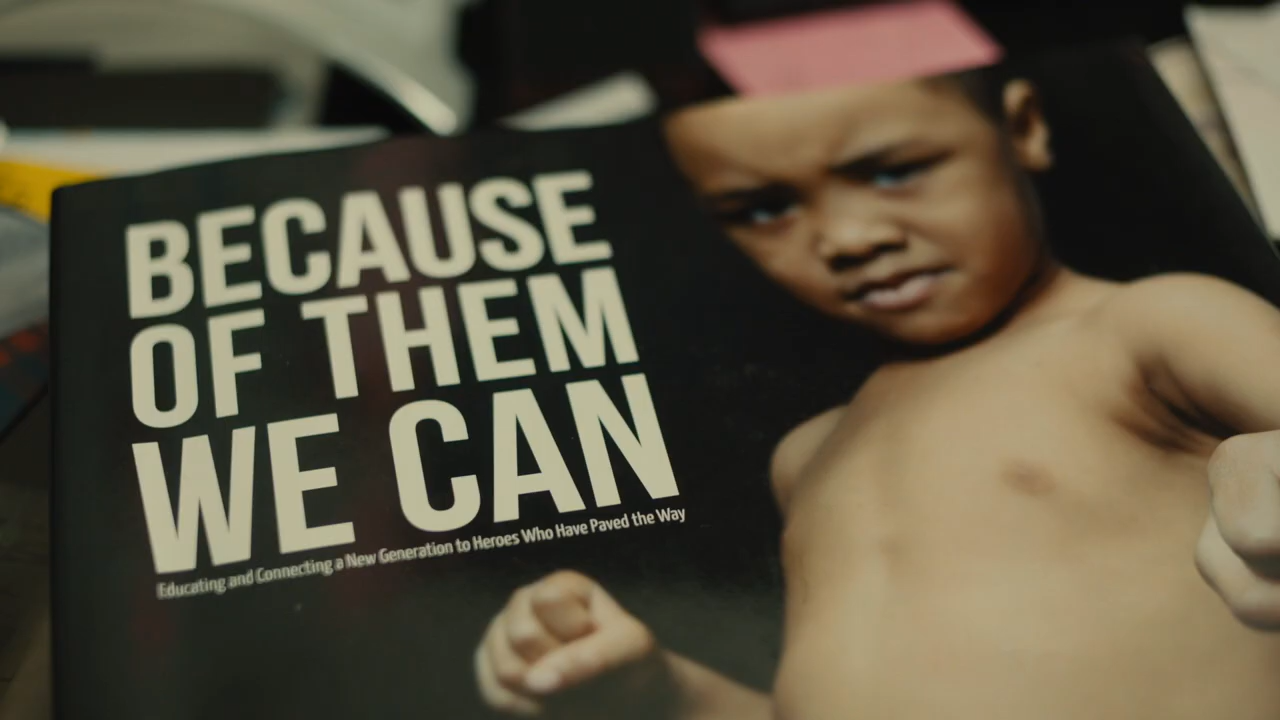 BECAUSE
OF THEM
WE CAN
Educating and Connecting a New Generation to Heroes Who Have Paved the Way